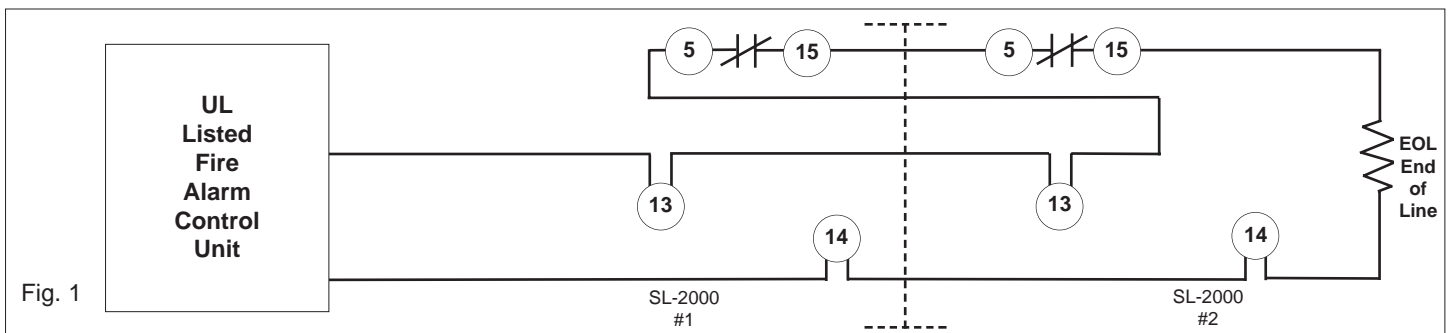 5
15
5
15
UL
Listed
Fire
Alarm
Control
Unit
EOL
End
of
Line
13
13
14
14
Fig. 1
SL-2000
#1
SL-2000
#2